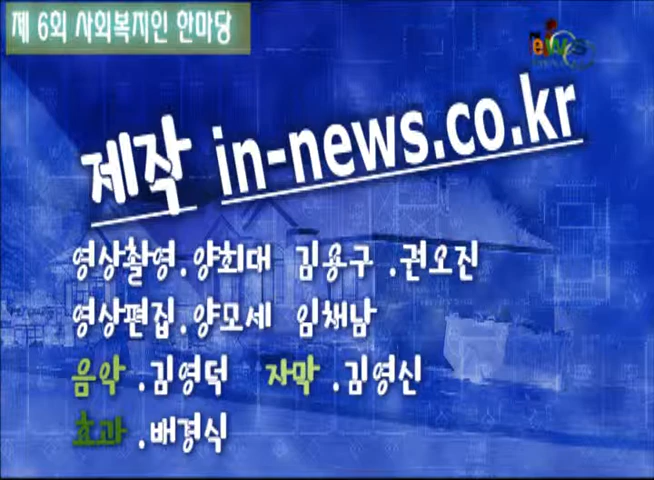 제 6회 사회복지인 한마당
제작 in-news.co.kr
영상촬영.양회대 김용구 .권오진
영상편집.양모세 임채남
음악 .김영덕 자막 .김영신
효과 .배경식